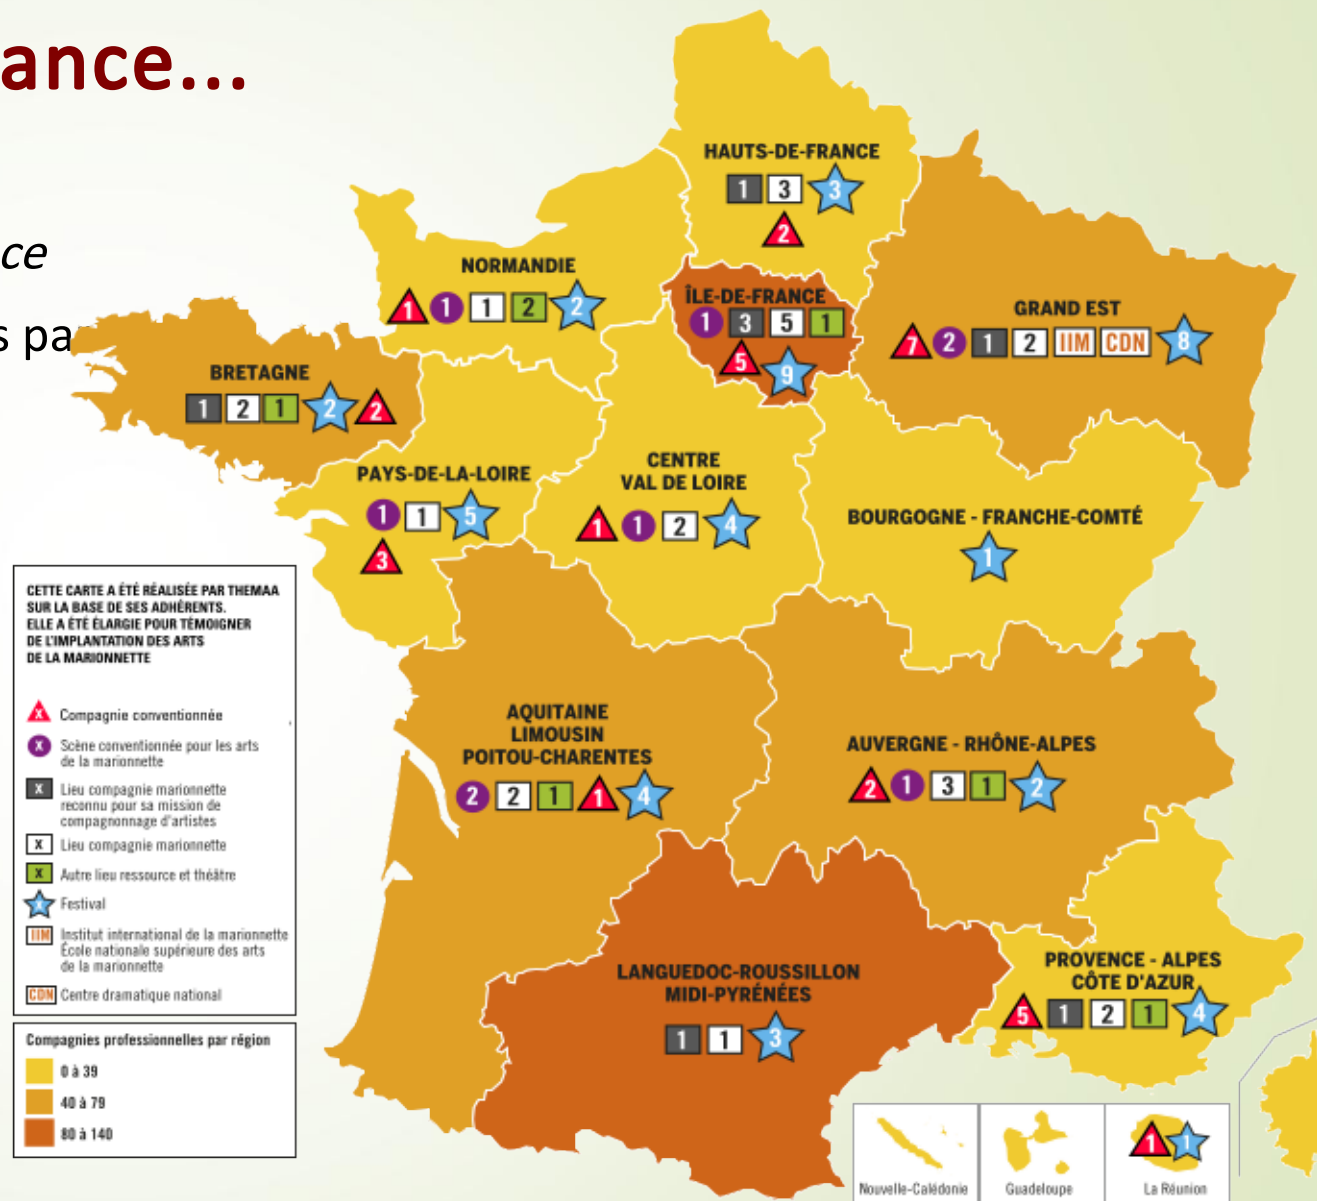 ance...
ce
s pa
HAUTS-DE-FRANCE
1 3 3
2
NORMANDIE
1 1 1 2 2
ÎLE-DE-FRANCE
1 3 5 1
5 9
GRAND EST
7 2 1 2 IIM CDN 8
BRETAGNE
1 2 1 2 2
PAYS-DE-LA-LOIRE
1 1 5
3
CENTRE
VAL DE LOIRE
1 1 2 4
BOURGOGNE - FRANCHE-COMTÉ
1
AQUITAINE
LIMOUSIN
POITOU-CHARENTES
2 2 1 1 4
AUVERGNE - RHÔNE-ALPES
2 1 3 1 2
LANGUEDOC-ROUSSILLON
MIDI-PYRÉNÉES
1 1 3
PROVENCE - ALPES
CÔTE D'AZUR
5 1 2 1 4
CETTE CARTE A ÉTÉ RÉALISÉE PAR THEMAA
SUR LA BASE DE SES ADHÉRENTS.
ELLE A ÉTÉ ÉLARGIE POUR TÉMOIGNER
DE L'IMPLANTATION DES ARTS
DE LA MARIONNETTE
X Compagnie conventionnée
X Scène conventionnée pour les arts
de la marionnette
X Lieu compagnie marionnette
reconnu pour sa mission de
compagnonnage d'artistes
X Lieu compagnie marionnette
X Autre lieu ressource et théâtre
X Festival
IIM Institut international de la marionnette
École nationale supérieure des arts
de la marionnette
CDN Centre dramatique national
Compagnies professionnelles par région
0 à 39
40 à 79
80 à 140
Nouvelle-Calédonie
Guadeloupe
1 1
La Réunion